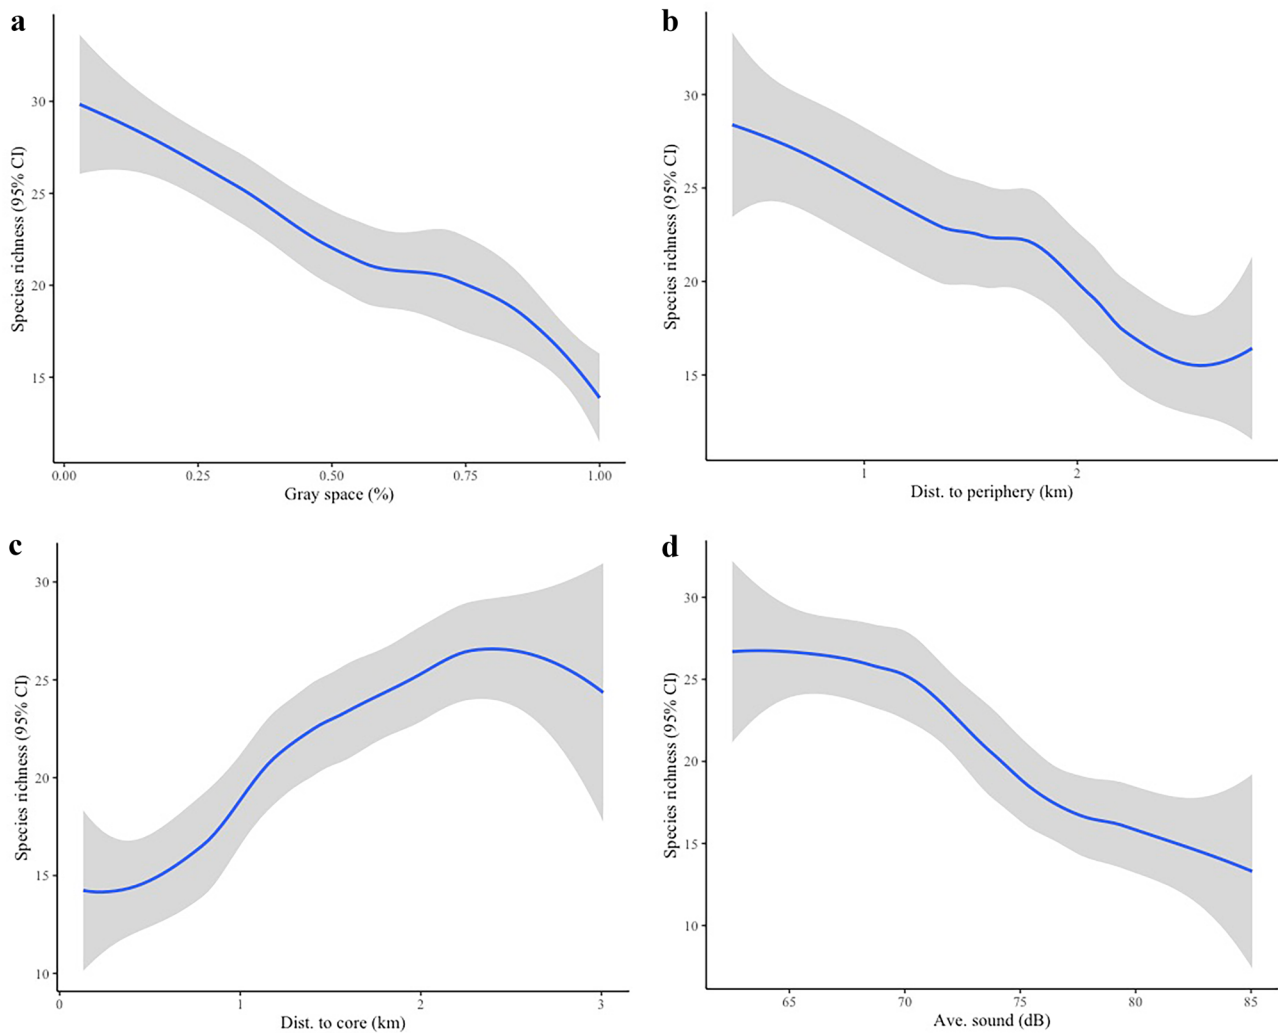 a
Species richness (95% CI)
30
25
20
15
0.00 0.25 0.50 0.75 1.00
Gray space (%)
b
Species richness (95% CI)
30
25
20
15
1 2
Dist. to periphery (km)
c
Species richness (95% CI)
30
25
20
15
10
0 1 2 3
Dist. to core (km)
d
Species richness (95% CI)
30
25
20
15
10
65 70 75 80 85
Ave. sound (dB)